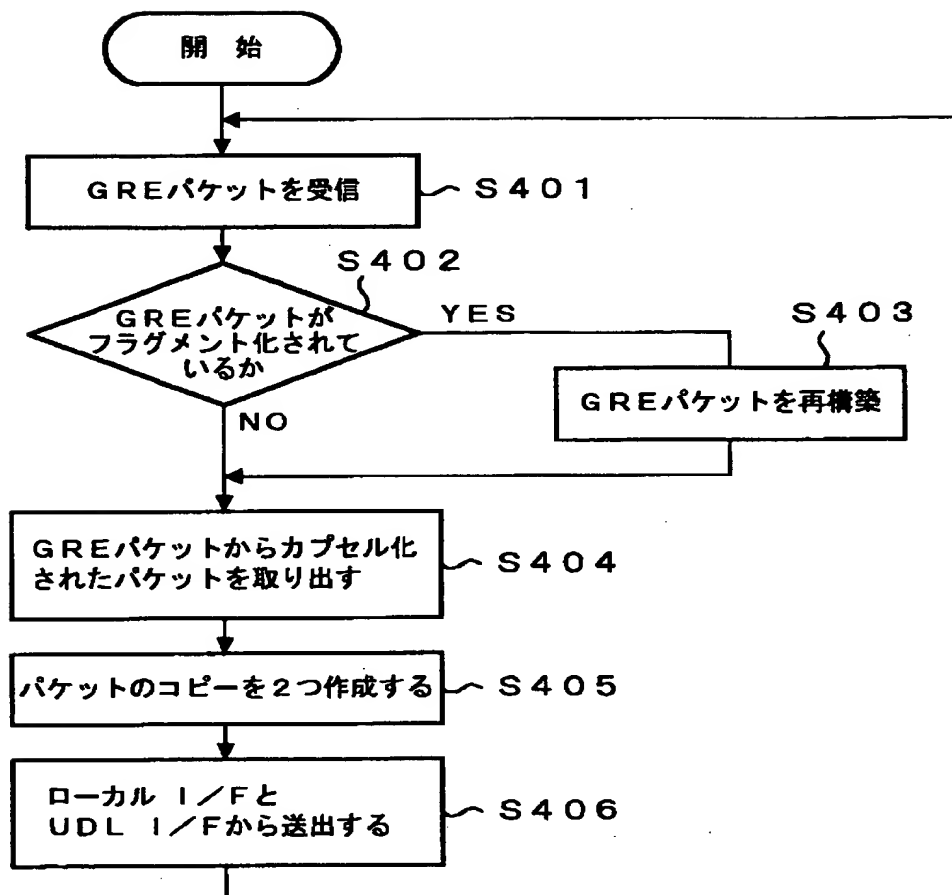 開 始
GREパケットを受信
S401
S402
GREパケットが
フラグメント化されて
いるか
YES
S403
GREパケットを再構築
NO
GREパケットからカプセル化
されたパケットを取り出す
S404
パケットのコピーを2つ作成する
S405
ローカル I/Fと
UDL I/Fから送出する
S406